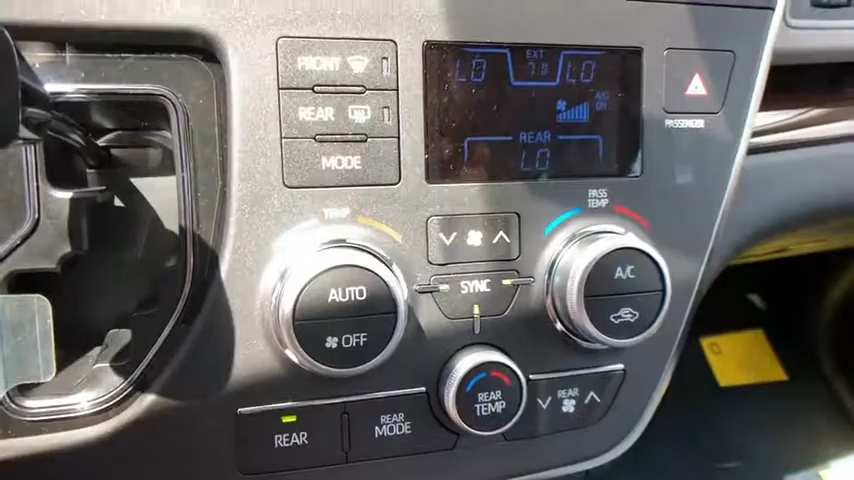 FRONT
REAR
MODE
Lo EXT Lo
REAR
Lo
PASSENGER
TEMP
PASS
TEMP
AUTO
OFF
SYNC
A/C
REAR
REAR
MODE
REAR
TEMP
REAR